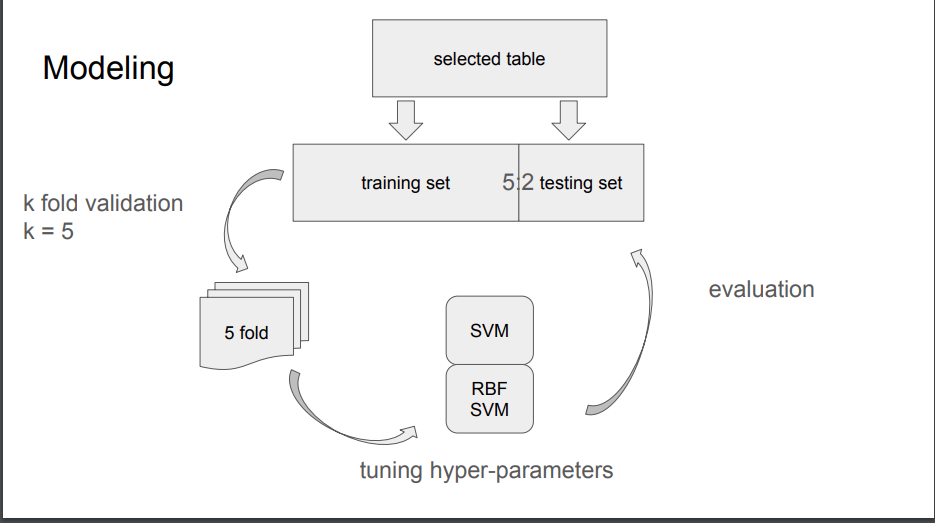 Modeling
selected table
training set
5:2
testing set
k fold validation
k = 5
5 fold
SVM
RBF
SVM
evaluation
tuning hyper-parameters